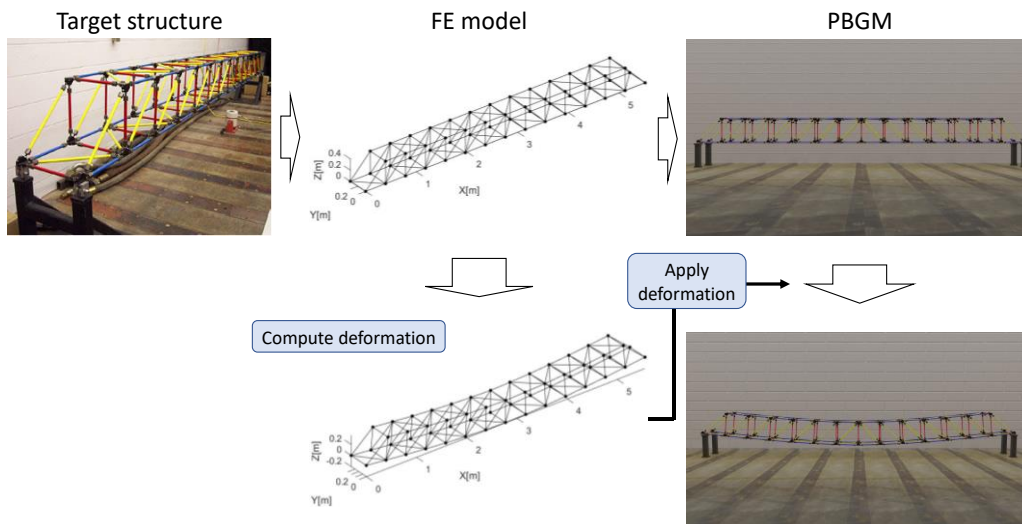 Target structure
FE model
PBGM
0.4
0.2
0
Z[m]
0.2
0
0
1
2
3
4
5
Y[m]
X[m]
Apply
deformation
Compute deformation
0.2
0
-0.2
Z[m]
0.2
0
0
1
2
3
4
5
Y[m]
X[m]